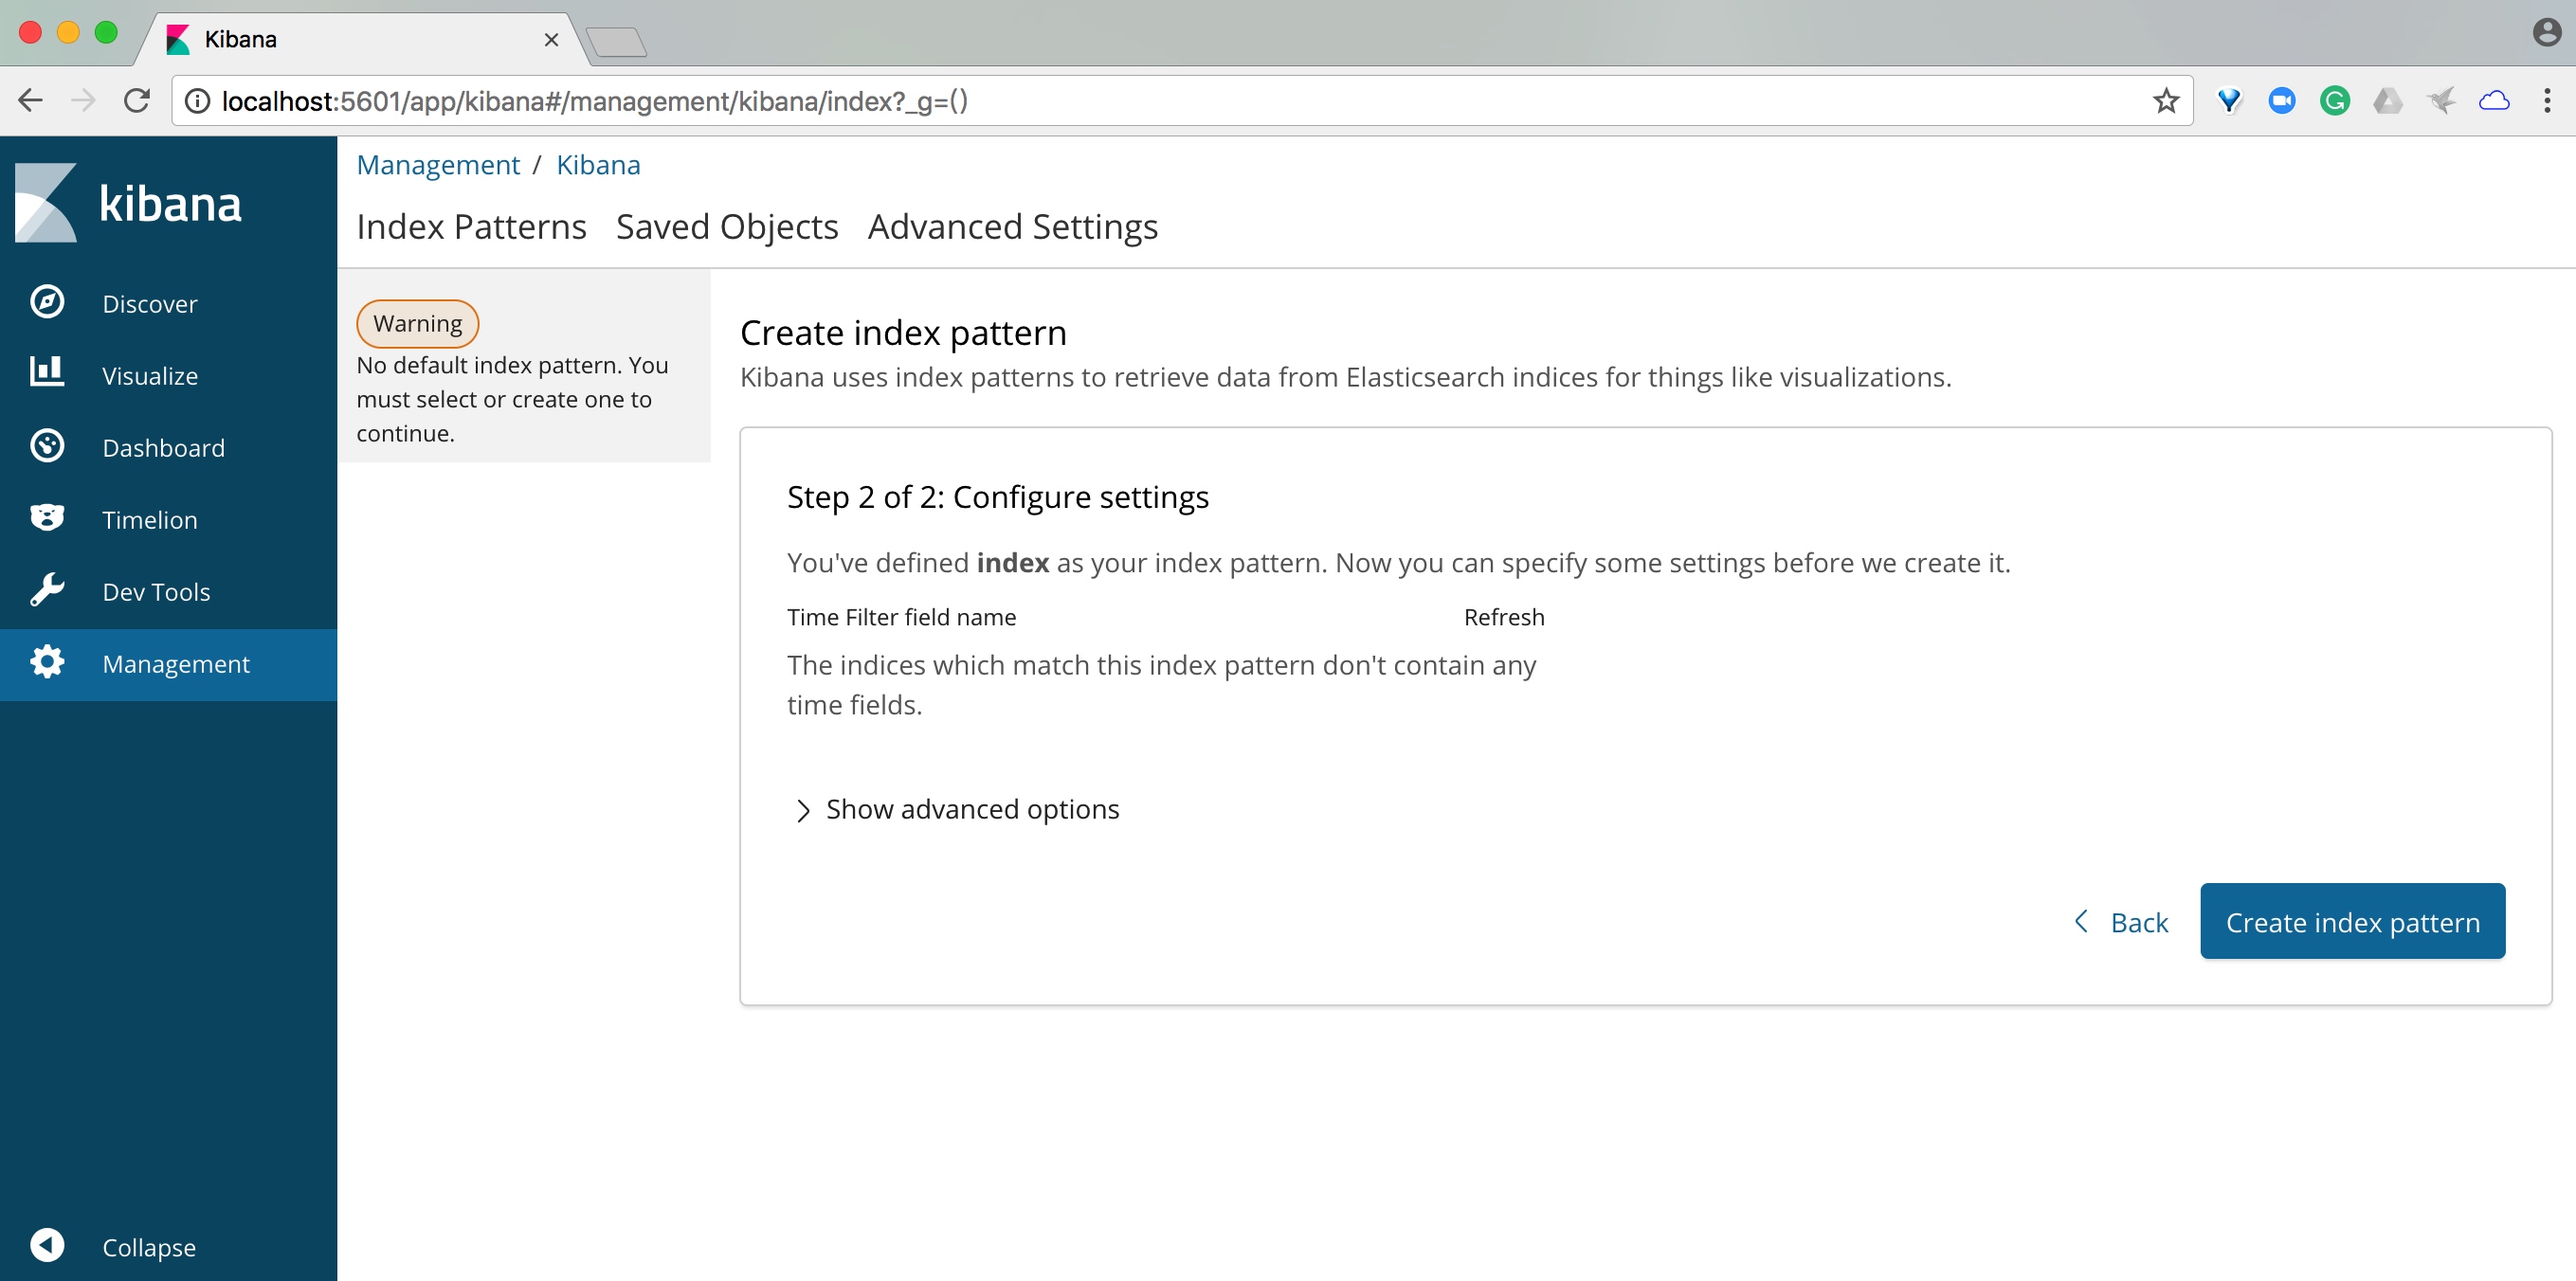 Kibana
localhost:5601/app/kibana#/management/kibana/index?_g=()
kibana
Discover
Visualize
Dashboard
Timelion
Dev Tools
Management
Collapse
Management / Kibana
Index Patterns Saved Objects Advanced Settings
Warning
No default index pattern. You
must select or create one to
continue.
Create index pattern
Kibana uses index patterns to retrieve data from Elasticsearch indices for things like visualizations.
Step 2 of 2: Configure settings
You've defined index as your index pattern. Now you can specify some settings before we create it.
Time Filter field name Refresh
The indices which match this index pattern don't contain any
time fields.
Show advanced options
Back Create index pattern